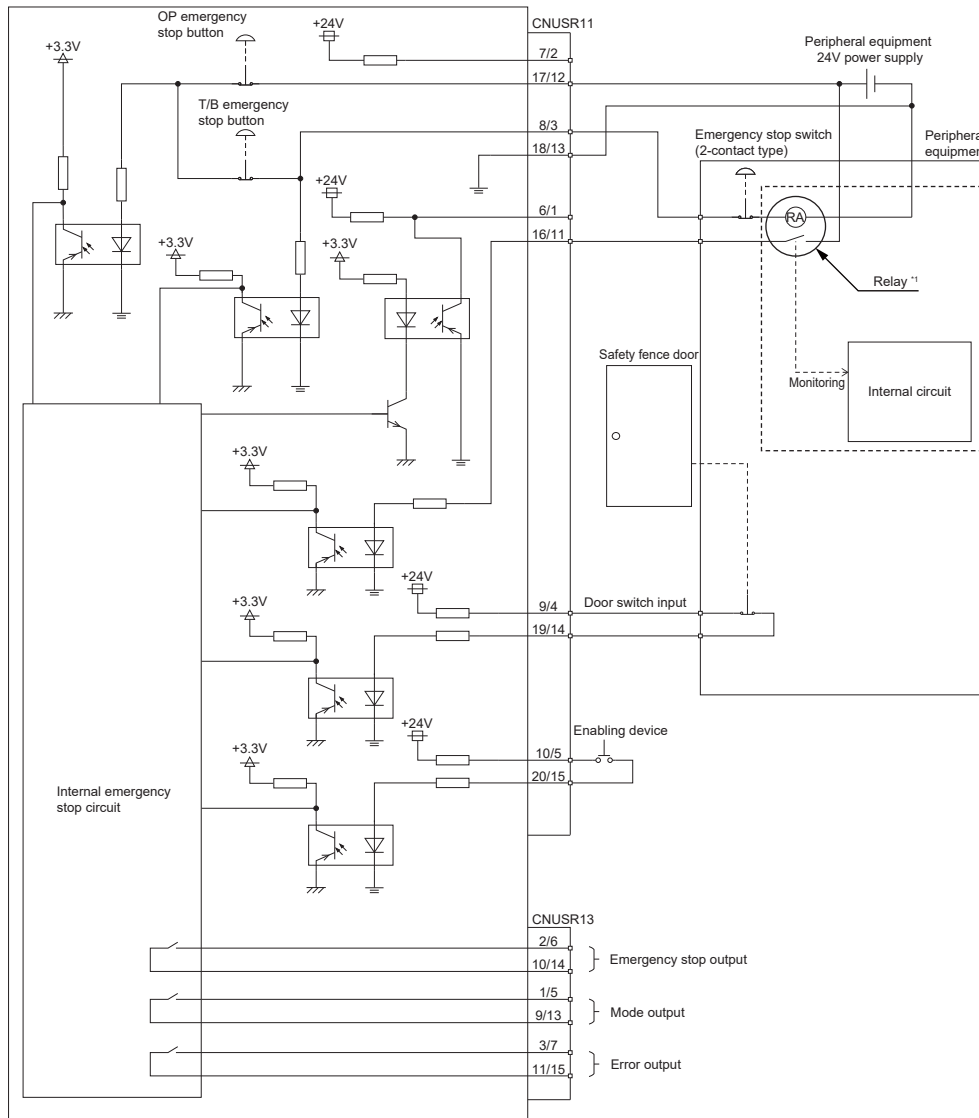 OP emergency
stop button
+24V
CNUSR11
+3.3V
7/2
17/12
Peripheral equipment
24V power supply
T/B emergency
stop button
8/3
18/13
Emergency stop switch
(2-contact type)
Peripheral
equipment
+24V
6/1
16/11
RA
+3.3V
+3.3V
Relay *1
Safety fence door
Monitoring
Internal circuit
+3.3V
+24V
9/4
Door switch input
+3.3V
19/14
+24V
Enabling device
10/5
+3.3V
20/15
Internal emergency
stop circuit
CNUSR13
2/6
10/14
Emergency stop output
1/5
9/13
Mode output
3/7
11/15
Error output